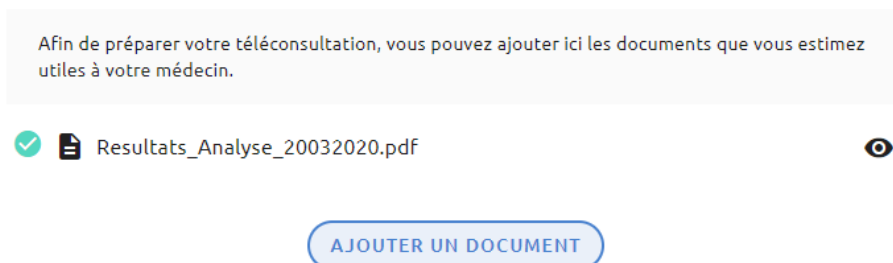 Afin de préparer votre téléconsultation, vous pouvez ajouter ici les documents que vous estimez
utiles à votre médecin.
Resultats_Analyse_20032020.pdf
AJOUTER UN DOCUMENT